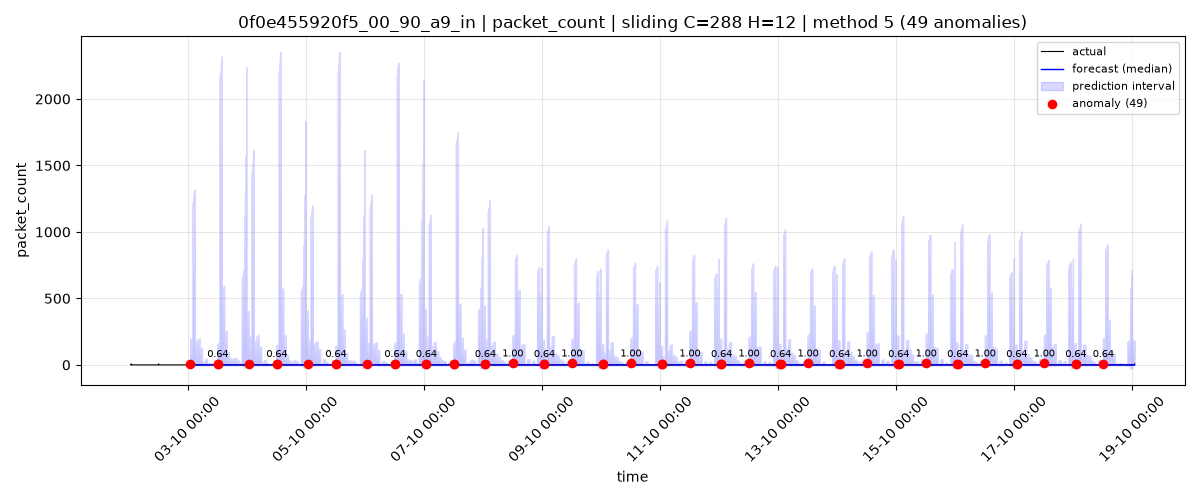 0f0e455920f5_00_90_a9_in | packet_count | sliding C=288 H=12 | method 5 (49 anomalies)
actual
forecast (median)
prediction interval
anomaly (49)
packet_count
2000
1500
1000
500
0
0.64 0.64 0.64 0.64 0.64 0.64 1.00 0.64 1.00 1.00 1.00 0.64 1.00 0.64 1.00 0.64 1.00 0.64 1.00 0.64 1.00 0.64 1.00 0.64 0.64
03-10 00:00
05-10 00:00
07-10 00:00
09-10 00:00
11-10 00:00
13-10 00:00
15-10 00:00
17-10 00:00
19-10 00:00
time